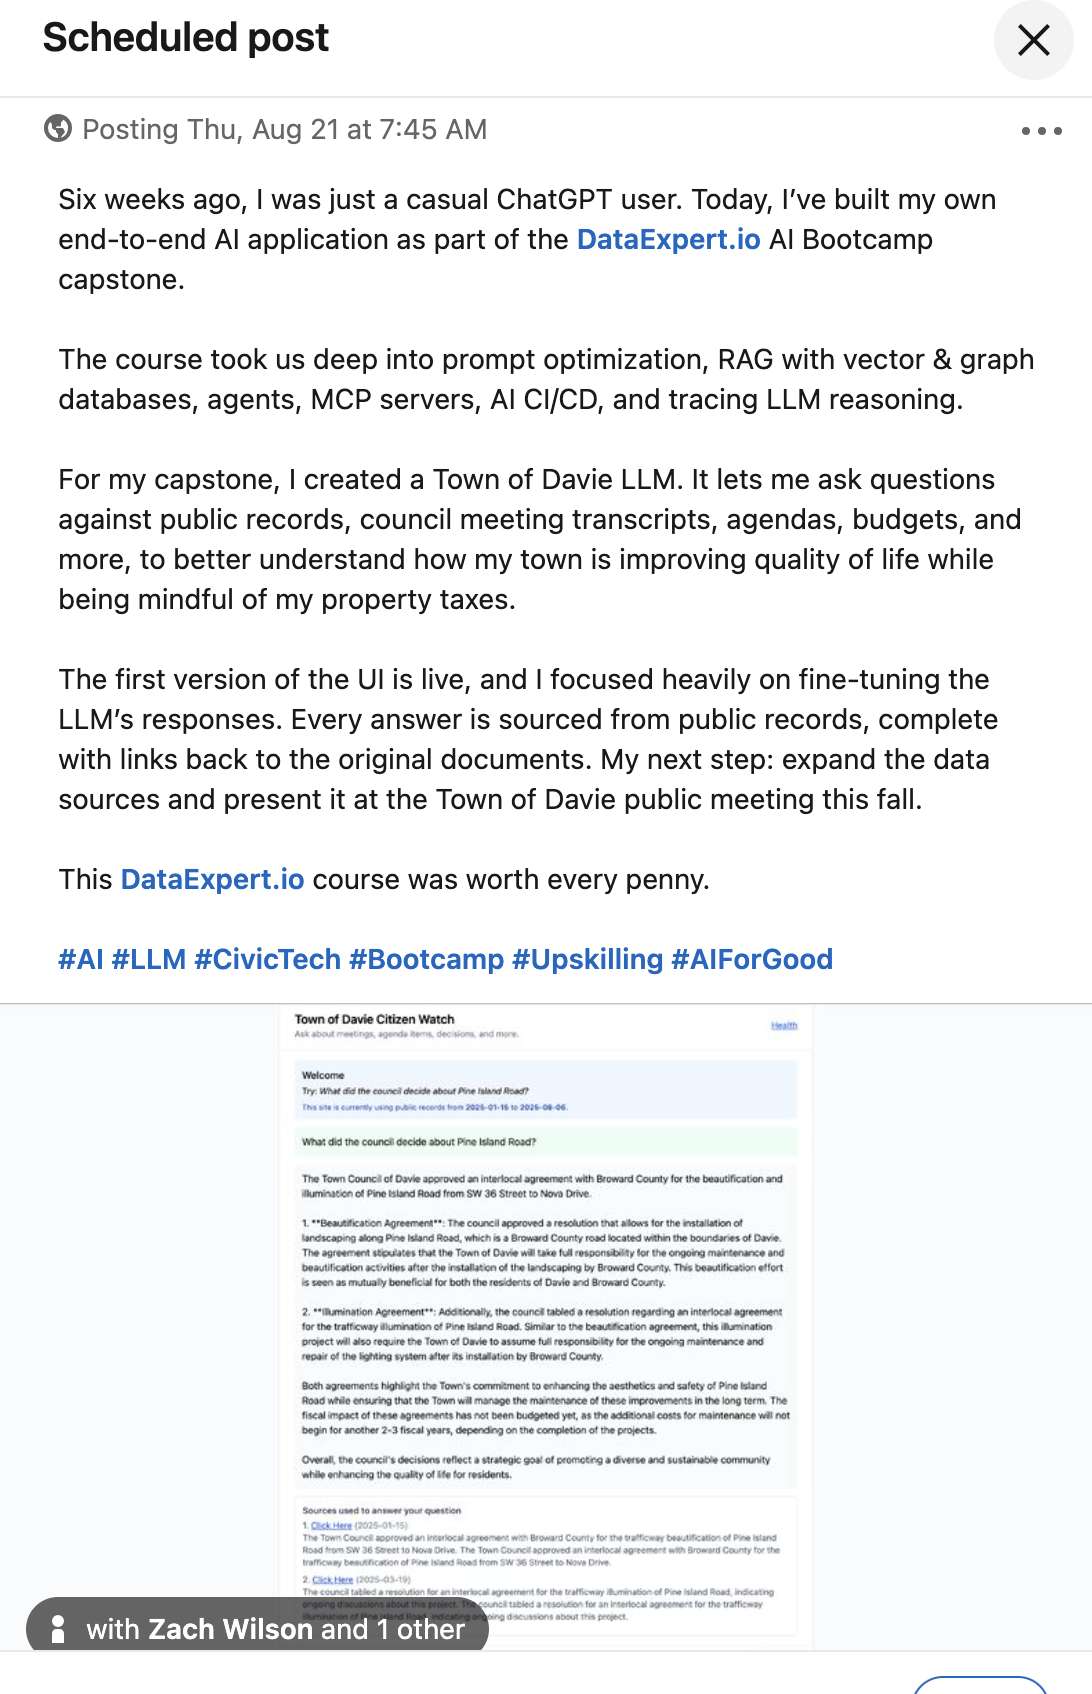 Scheduled post
Posting Thu, Aug 21 at 7:45 AM
Six weeks ago, I was just a casual ChatGPT user. Today, I’ve built my own
end-to-end AI application as part of the DataExpert.io AI Bootcamp
capstone.
The course took us deep into prompt optimization, RAG with vector & graph
databases, agents, MCP servers, AI CI/CD, and tracing LLM reasoning.
For my capstone, I created a Town of Davie LLM. It lets me ask questions
against public records, council meeting transcripts, agendas, budgets, and
more, to better understand how my town is improving quality of life while
being mindful of my property taxes.
The first version of the UI is live, and I focused heavily on fine-tuning the
LLM’s responses. Every answer is sourced from public records, complete
with links back to the original documents. My next step: expand the data
sources and present it at the Town of Davie public meeting this fall.
This DataExpert.io course was worth every penny.
#AI #LLM #CivicTech #Bootcamp #Upskilling #AIForGood
Town of Davie Citizen Watch
Ask about meetings, agenda items, decisions, and more.
Health
Welcome
Try: What did the council decide about Pine Island Road?
This site is currently using public records from 2025-01-15 to 2025-08-06.
What did the council decide about Pine Island Road?
The Town Council of Davie approved an interlocal agreement with Broward County for the beautification and
illumination of Pine Island Road from SW 36 Street to Nova Drive.
1. **Beautification Agreement**: The council approved a resolution that allows for the installation of
landscaping along Pine Island Road, which is a Broward County road located within the boundaries of Davie.
The agreement stipulates that the Town of Davie will take full responsibility for the ongoing maintenance and
beautification activities after the installation of the landscaping by Broward County. This beautification effort
is seen as mutually beneficial for both the residents of Davie and Broward County.
2. **Illumination Agreement**: Additionally, the council tabled a resolution regarding an interlocal agreement
for the trafficway illumination of Pine Island Road. Similar to the beautification agreement, this illumination
project will also require the Town of Davie to assume full responsibility for the ongoing maintenance and
repair of the lighting system after its installation by Broward County.
Both agreements highlight the Town's commitment to enhancing the aesthetics and safety of Pine Island
Road while ensuring that the Town will manage the maintenance of these improvements in the long term. The
fiscal impact of these agreements has not been budgeted yet, as the additional costs for maintenance will not
begin for another 2-3 fiscal years, depending on the completion of the projects.
Overall, the council's decisions reflect a strategic goal of promoting a diverse and sustainable community
while enhancing the quality of life for residents.
Sources used to answer your question
1. Click Here (2025-01-15)
The Town Council approved an interlocal agreement with Broward County for the trafficway beautification of Pine Island
Road from SW 36 Street to Nova Drive. The Town Council approved an interlocal agreement with Broward County for the
trafficway beautification of Pine Island Road from SW 36 Street to Nova Drive.
2. Click Here (2025-03-19)
The council tabled a resolution for an interlocal agreement for the trafficway illumination of Pine Island Road, indicating
ongoing discussions about this project. The council tabled a resolution for an interlocal agreement for the trafficway
illumination of Pine Island Road, indicating ongoing discussions about this project.
with Zach Wilson and 1 other